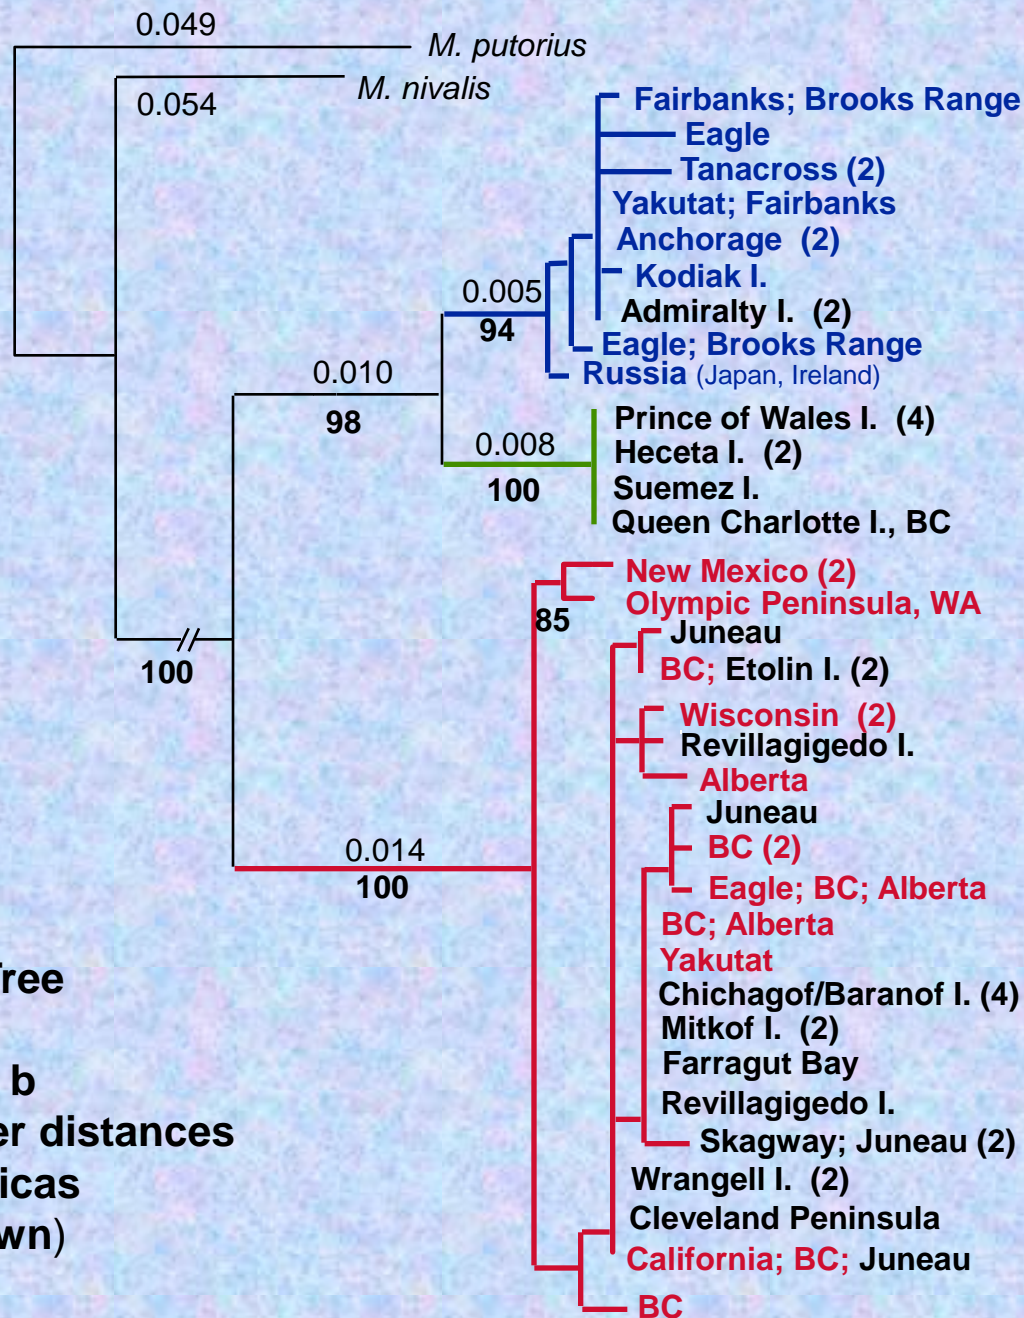 0.049
M. putorius
M. nivalis
0.054
Fairbanks; Brooks Range
Eagle
Tanacross (2)
Yakutat; Fairbanks
Anchorage (2)
Kodiak I.
0.005
Admiralty I. (2)
94
Eagle; Brooks Range
0.010
Russia (Japan, Ireland)
98
Prince of Wales I. (4)
0.008
Heceta I. (2)
100
Suemez I.
Queen Charlotte I., BC
New Mexico (2)
Olympic Peninsula, WA
85
Juneau
100
BC; Etolin I. (2)
Wisconsin (2)
Revillagigedo I.
Alberta
Juneau
0.014
BC (2)
100
Eagle; BC; Alberta
BC; Alberta
Yakutat
Tree
Chichagof/Baranof I. (4)
Mitkof I. (2)
Farragut Bay
b
Revillagigedo I.
er distances
Skagway; Juneau (2)
icas
Wrangell I. (2)
Cleveland Peninsula
wn)
California; BC; Juneau
BC